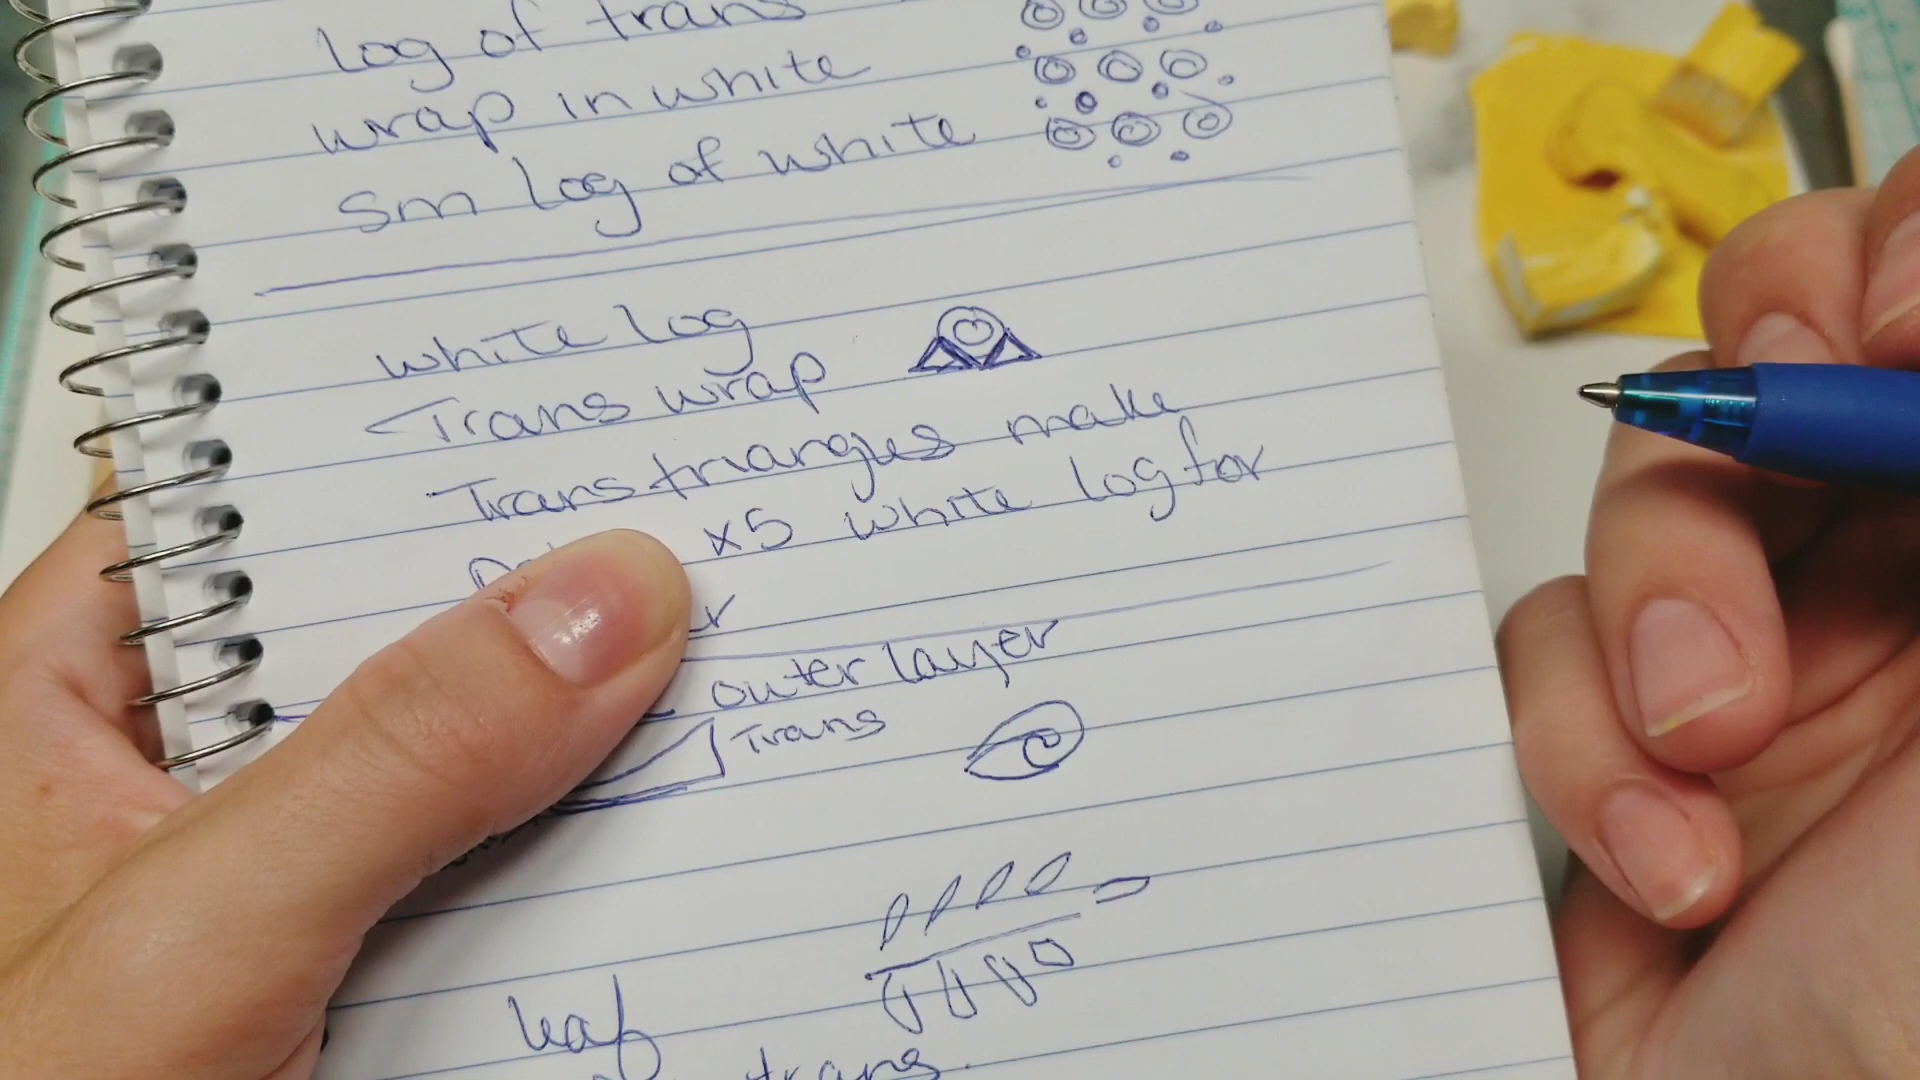 log of trans
wrap in white
sm log of white
white log
Trans wrap
Trans triangles make
x5 white log for
outer layer
Trans
leaf
trans.